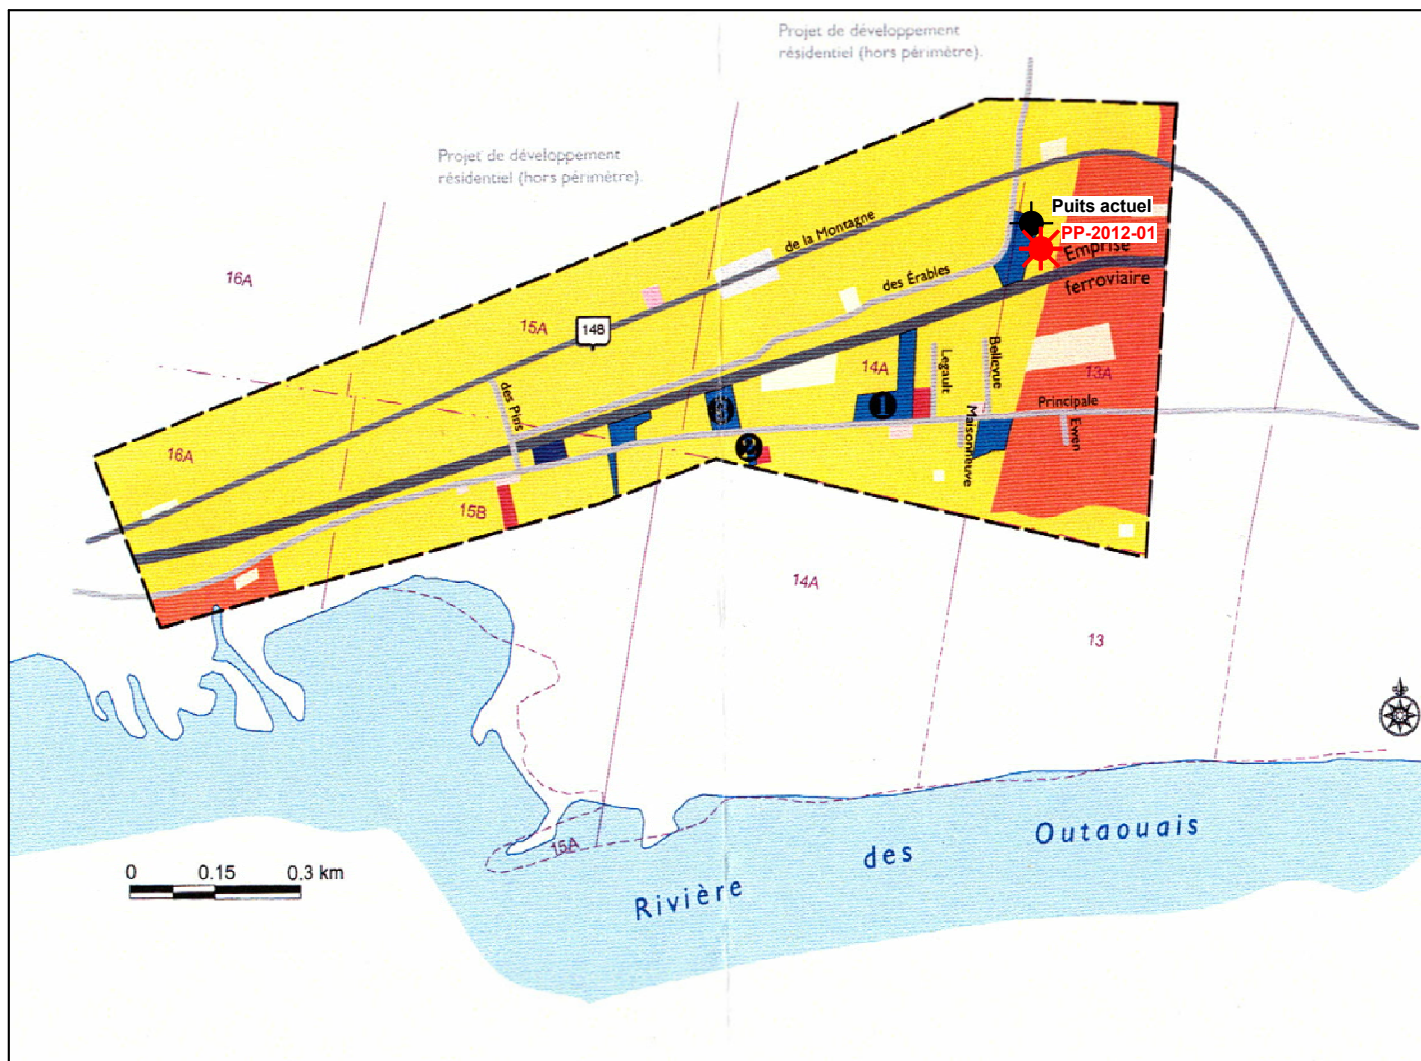 Projet de développement
résidentiel (hors périmètre).
Projet de développement
résidentiel (hors périmètre).
Puits actuel
PP-2012-01
Emprise
ferroviaire
de la Montagne
des Érables
16A
15A
148
14A
Legault
Bellevue
13A
des Pins
1
Principale
Ewen
Maisonneuve
16A
15B
14A
13
15A
Rivière des Outaouais
0 0.15 0.3 km